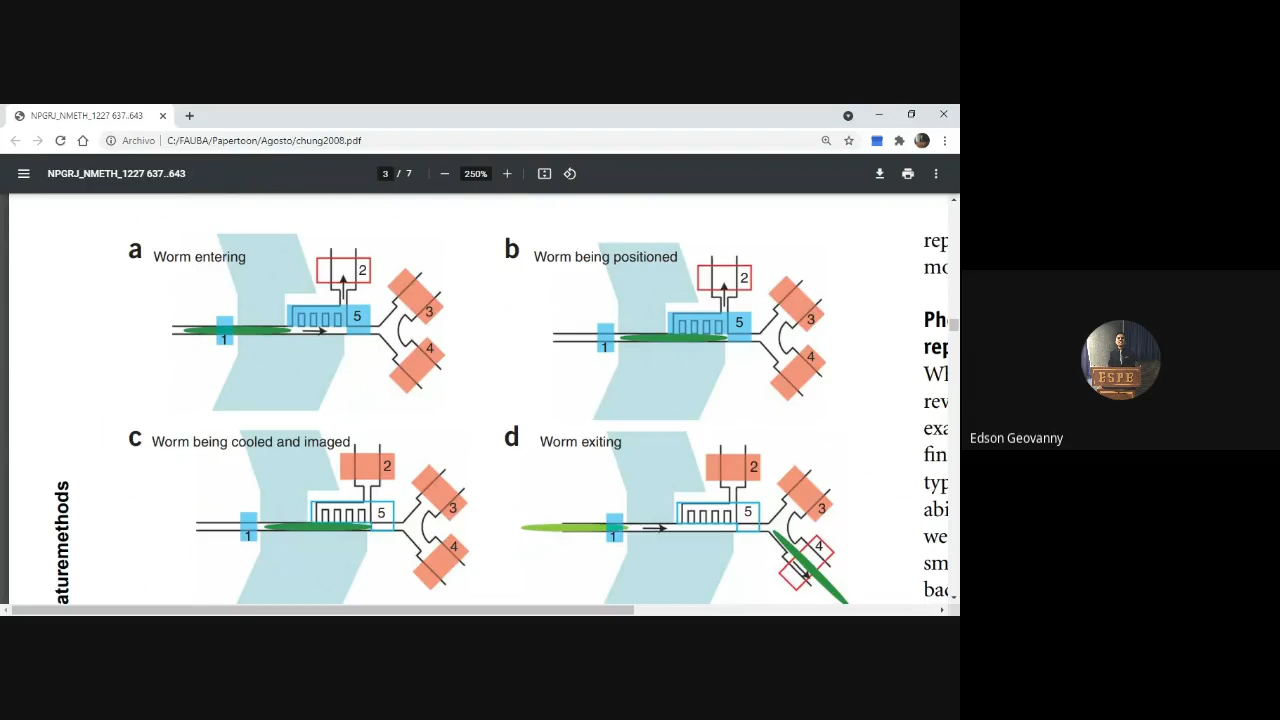 NPGRJ_NMETH_1227 637..643
Archivo
C:/FAUBA/Papertoon/Agosto/chung2008.pdf
NPGRJ_NMETH_1227 637..643
3 / 7
250%
a Worm entering
1
2
3
4
5
b Worm being positioned
1
2
3
4
5
c Worm being cooled and imaged
1
2
3
4
5
d Worm exiting
1
2
3
4
5
aturemethods
rep
mo
Ph
rep
Wh
rev
exa
fin
typ
abi
we
sm
bac
ESPE
Edson Geovanny